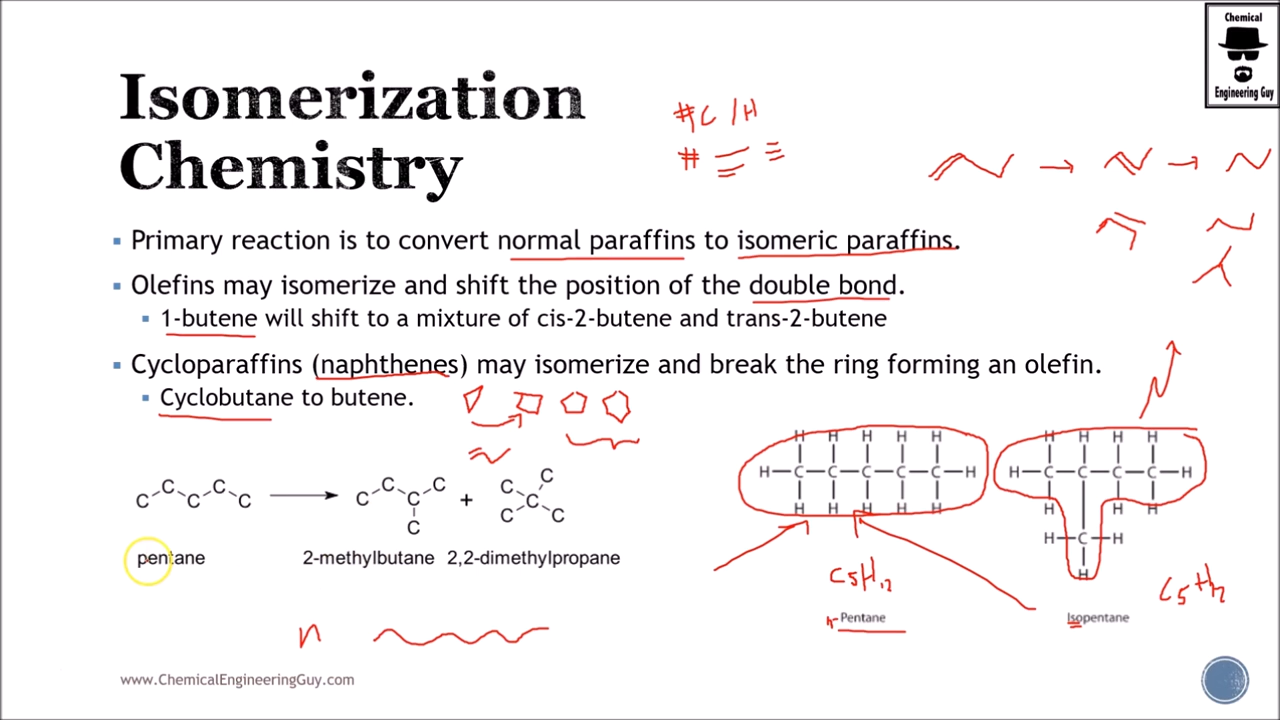 Chemical
Engineering Guy
Isomerization
Chemistry
#C / H
# = ≡
▪ Primary reaction is to convert normal paraffins to isomeric paraffins.
▪ Olefins may isomerize and shift the position of the double bond.
▪ 1-butene will shift to a mixture of cis-2-butene and trans-2-butene
▪ Cycloparaffins (naphthenes) may isomerize and break the ring forming an olefin.
▪ Cyclobutane to butene.
C C C C C
C C C C C
+
C C C C C
pentane
2-methylbutane
2,2-dimethylpropane
H H H H H
H—C—C—C—C—C—H
H H H H H
C5H12
n-Pentane
H H H H
H—C—C—C—C—H
H H H
H—C—H
H
C5H12
Isopentane
n
www.ChemicalEngineeringGuy.com